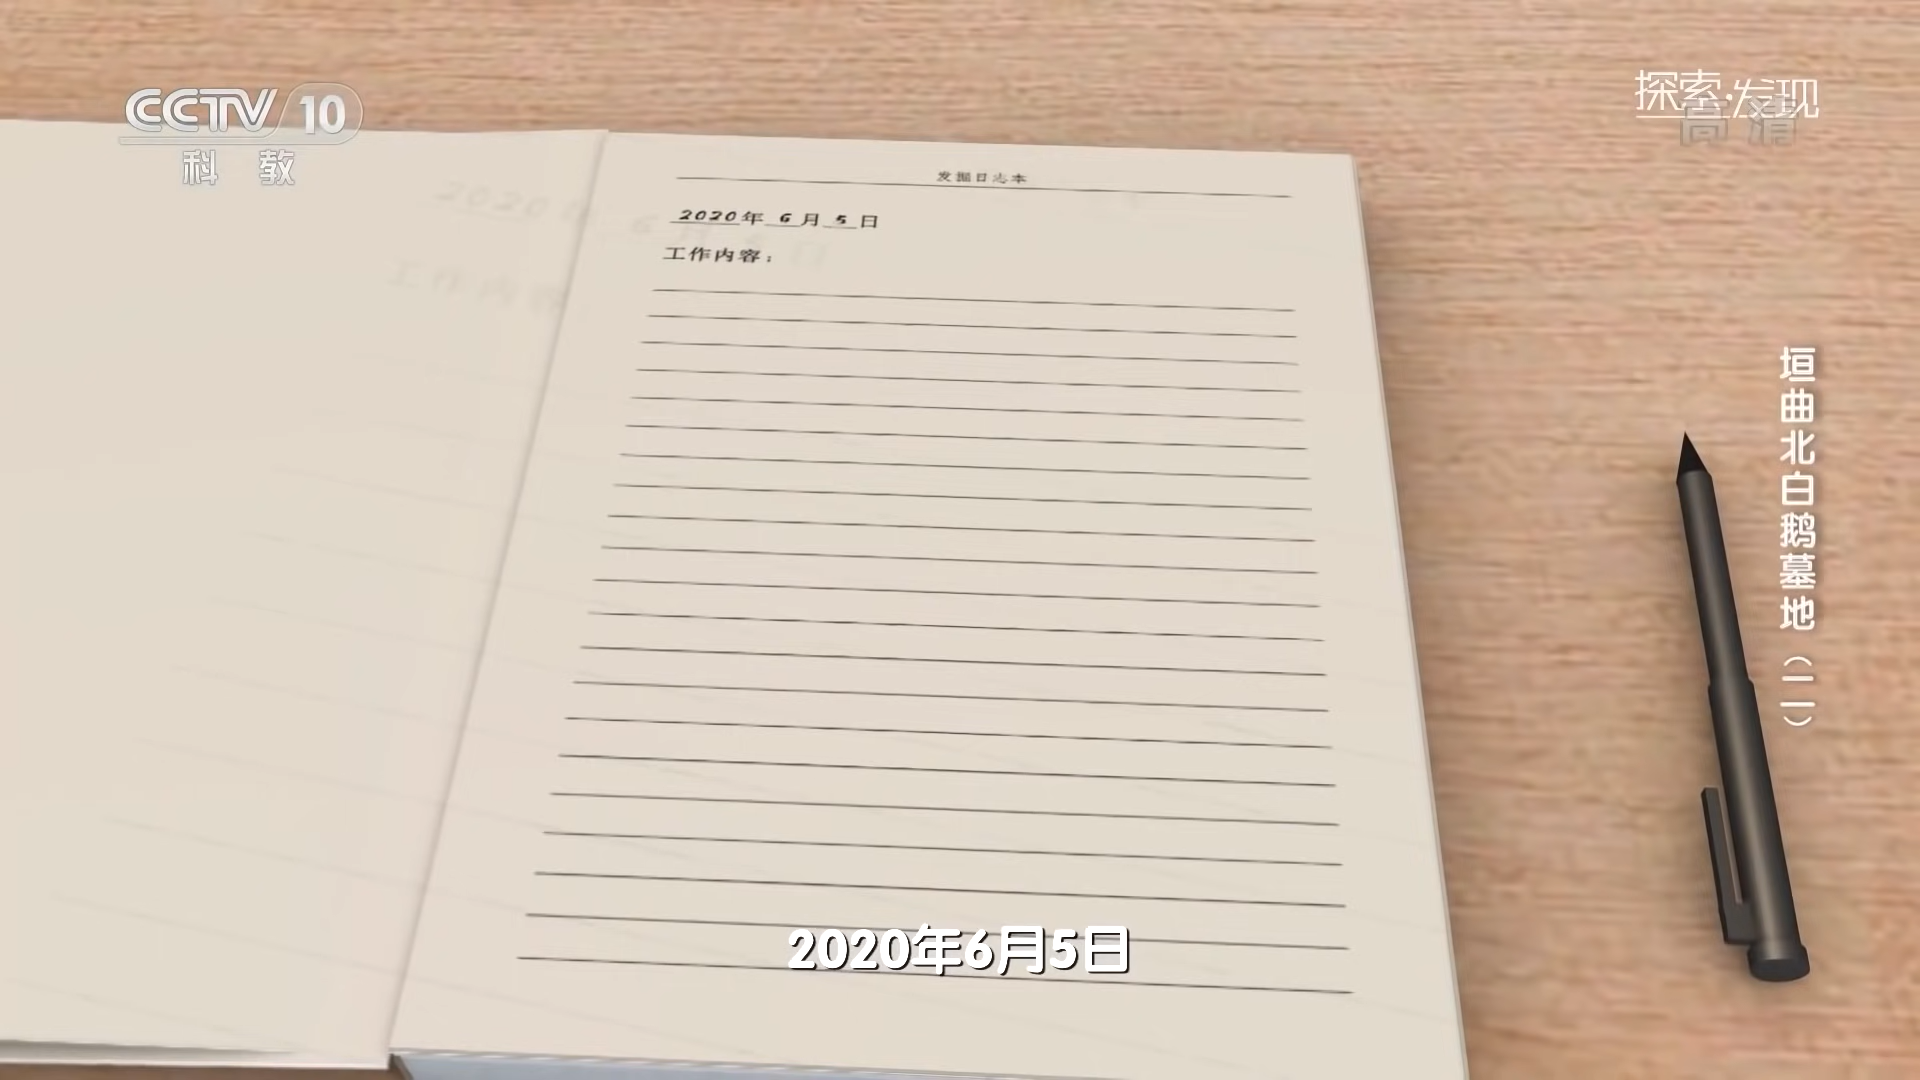 CCTV 10
科教
探索·发现
高清
发掘日志本
2020年6月5日
工作内容：
垣曲北白鹅墓地（二）
2020年6月5日